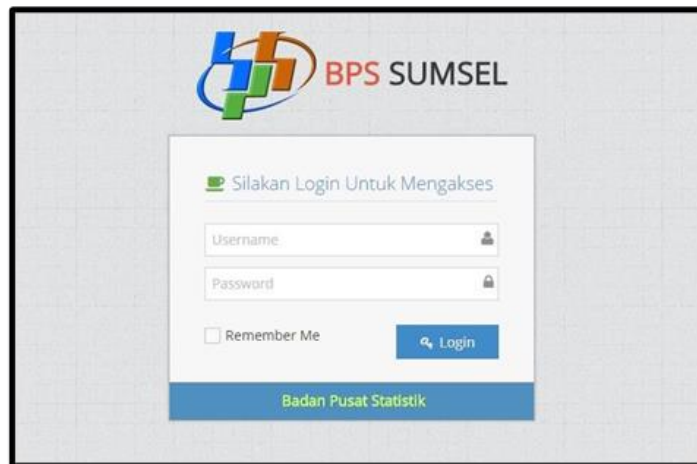 BPS SUMSEL
Silakan Login Untuk Mengakses
Username
Password
Remember Me
Login
Badan Pusat Statistik